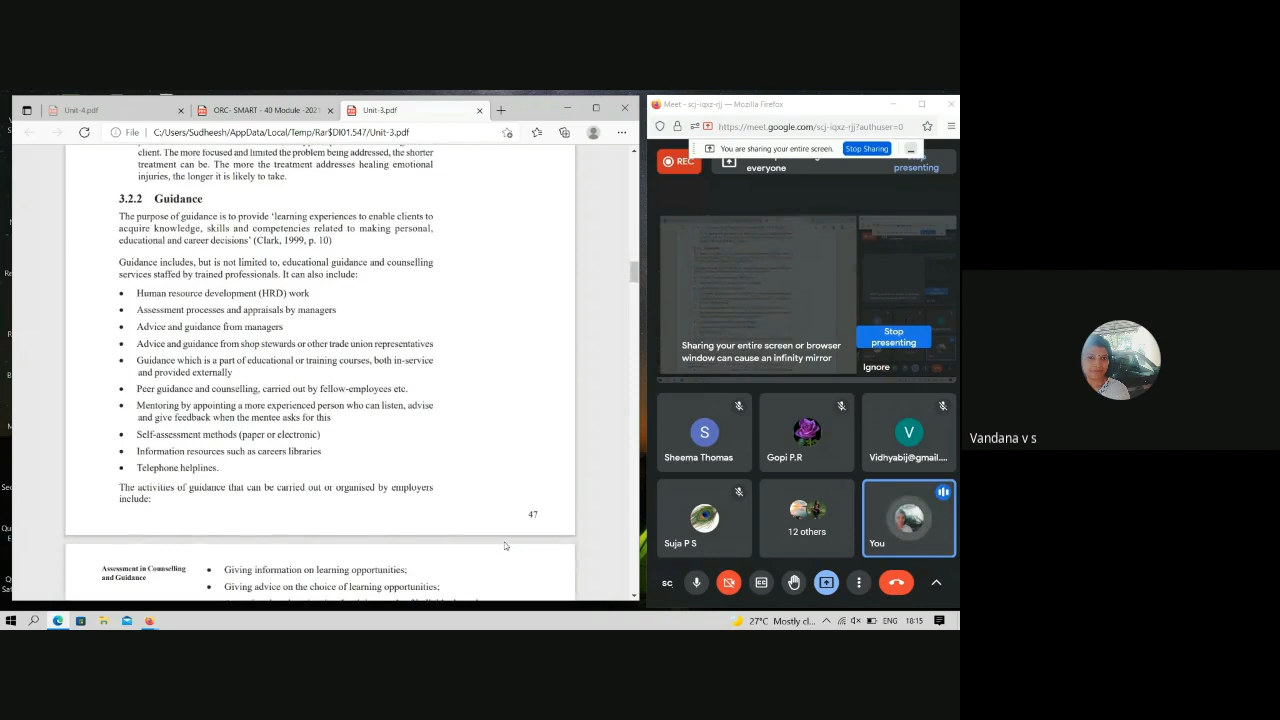 Unit-4.pdf
ORC- SMART - 40 Module -2021
Unit-3.pdf
File
C:/Users/Sudheesh/AppData/Local/Temp/Rar$DI01.547/Unit-3.pdf
client. The more focused and limited the problem being addressed, the shorter
treatment can be. The more the treatment addresses healing emotional
injuries, the longer it is likely to take.
3.2.2 Guidance
The purpose of guidance is to provide ‘learning experiences to enable clients to
acquire knowledge, skills and competencies related to making personal,
educational and career decisions’ (Clark, 1999, p. 10)
Guidance includes, but is not limited to, educational guidance and counselling
services staffed by trained professionals. It can also include:
• Human resource development (HRD) work
• Assessment processes and appraisals by managers
• Advice and guidance from managers
• Advice and guidance from shop stewards or other trade union representatives
• Guidance which is a part of educational or training courses, both in-service
and provided externally
• Peer guidance and counselling, carried out by fellow-employees etc.
• Mentoring by appointing a more experienced person who can listen, advise
and give feedback when the mentee asks for this
• Self-assessment methods (paper or electronic)
• Information resources such as careers libraries
• Telephone helplines.
The activities of guidance that can be carried out or organised by employers
include:
47
Assessment in Counselling
and Guidance
• Giving information on learning opportunities;
• Giving advice on the choice of learning opportunities;
Meet - scj-iqxz-rjj — Mozilla Firefox
https://meet.google.com/scj-iqxz-rjj?authuser=0
You are sharing your entire screen.
Stop Sharing
REC
everyone
presenting
Sharing your entire screen or browser
window can cause an infinity mirror
Stop
presenting
Ignore
S
Sheema Thomas
Gopi P.R
V
Vidhyabij@gmail....
Suja P S
12 others
You
sc
27°C Mostly cl...
ENG
18:15
Vandana v s